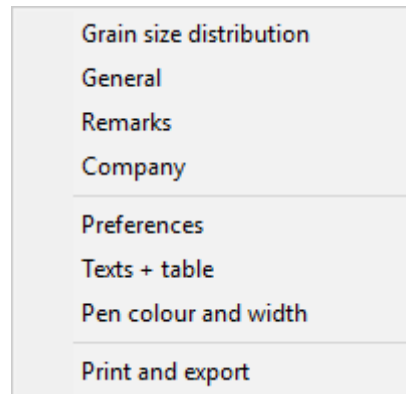 Grain size distribution
General
Remarks
Company
Preferences
Texts + table
Pen colour and width
Print and export